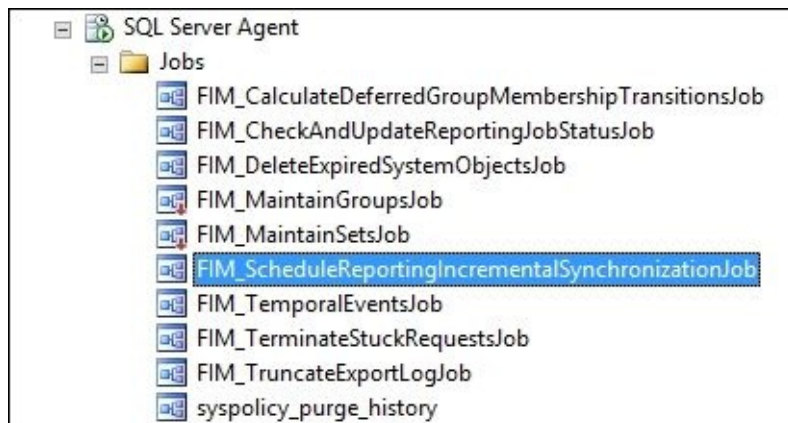 SQL Server Agent
Jobs
FIM_CalculateDeferredGroupMembershipTransitionsJob
FIM_CheckAndUpdateReportingJobStatusJob
FIM_DeleteExpiredSystemObjectsJob
FIM_MaintainGroupsJob
FIM_MaintainSetsJob
FIM_ScheduleReportingIncrementalSynchronizationJob
FIM_TemporalEventsJob
FIM_TerminateStuckRequestsJob
FIM_TruncateExportLogJob
syspolicy_purge_history